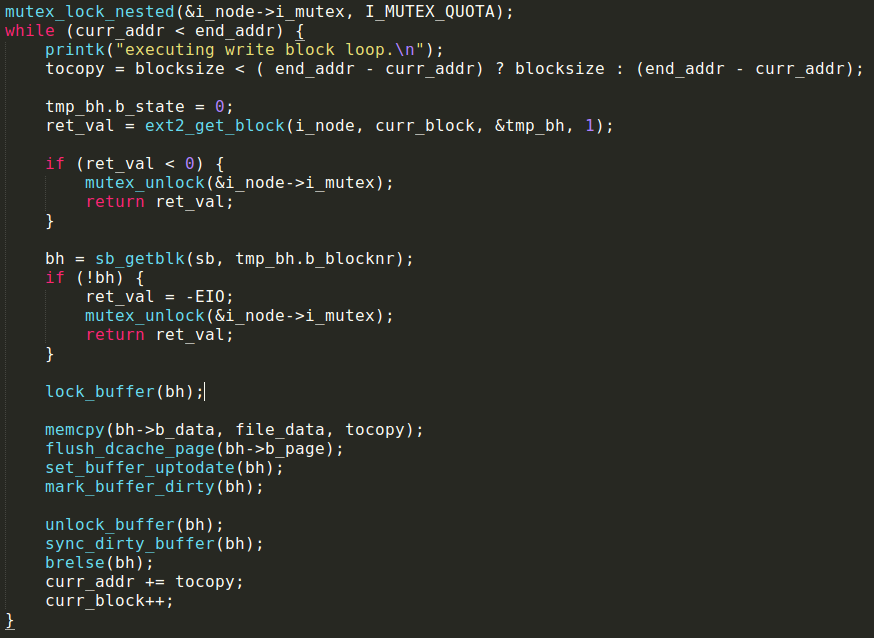 mutex_lock_nested(&i_node->i_mutex, I_MUTEX_QUOTA);
while (curr_addr < end_addr) {
    printk("executing write block loop.\n");
    tocopy = blocksize < ( end_addr - curr_addr) ? blocksize : (end_addr - curr_addr);

    tmp_bh.b_state = 0;
    ret_val = ext2_get_block(i_node, curr_block, &tmp_bh, 1);

    if (ret_val < 0) {
        mutex_unlock(&i_node->i_mutex);
        return ret_val;
    }

    bh = sb_getblk(sb, tmp_bh.b_blocknr);
    if (!bh) {
        ret_val = -EIO;
        mutex_unlock(&i_node->i_mutex);
        return ret_val;
    }

    lock_buffer(bh);

    memcpy(bh->b_data, file_data, tocopy);
    flush_dcache_page(bh->b_page);
    set_buffer_uptodate(bh);
    mark_buffer_dirty(bh);

    unlock_buffer(bh);
    sync_dirty_buffer(bh);
    brelse(bh);
    curr_addr += tocopy;
    curr_block++;
}